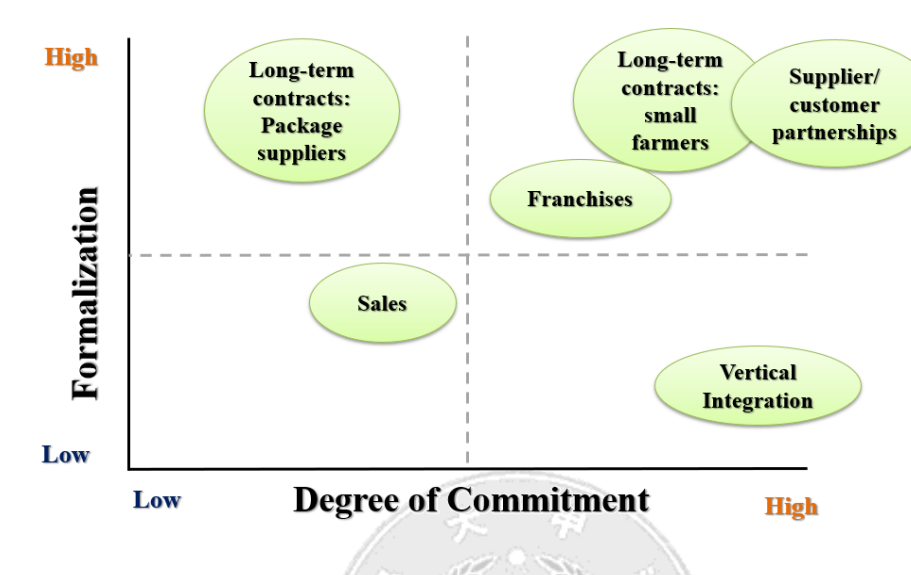 High
Long-term
contracts:
Package
suppliers
Long-term
contracts:
small
farmers
Supplier/
customer
partnerships
Franchises
Formalization
Sales
Vertical
Integration
Low
Low
Degree of Commitment
High
大